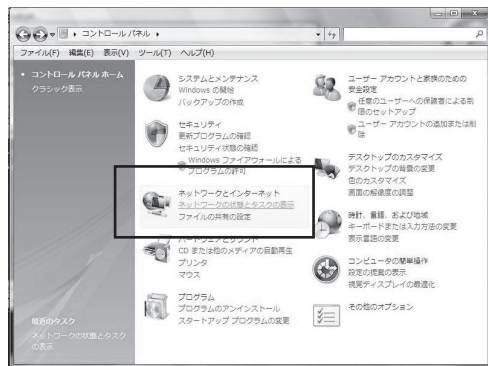 コントロール パネル
ファイル(F) 編集(E) 表示(V) ツール(T) ヘルプ(H)
コントロール パネル ホーム
クラシック表示
システムとメンテナンス
Windows の開始
バックアップの作成
セキュリティ
更新プログラムの確認
セキュリティ状態の確認
Windows ファイアウォールによる
プログラムの許可
ネットワークとインターネット
ネットワークの状態とタスクの表示
ファイルの共有の設定
ハードウェアとサウンド
CD または他のメディアの自動再生
プリンタ
マウス
プログラム
プログラムのアンインストール
スタートアップ プログラムの変更
ユーザー アカウントと家族のための
安全設定
任意のユーザーへの保護者による制
限のセットアップ
ユーザー アカウントの追加または削
除
デスクトップのカスタマイズ
デスクトップの背景の変更
色のカスタマイズ
画面の解像度の調整
時計、言語、および地域
キーボードまたは入力方法の変更
表示言語の変更
コンピュータの簡単操作
設定の提案の表示
視覚ディスプレイの最適化
その他のオプション
最近のタスク
ネットワークの状態とタスク
の表示